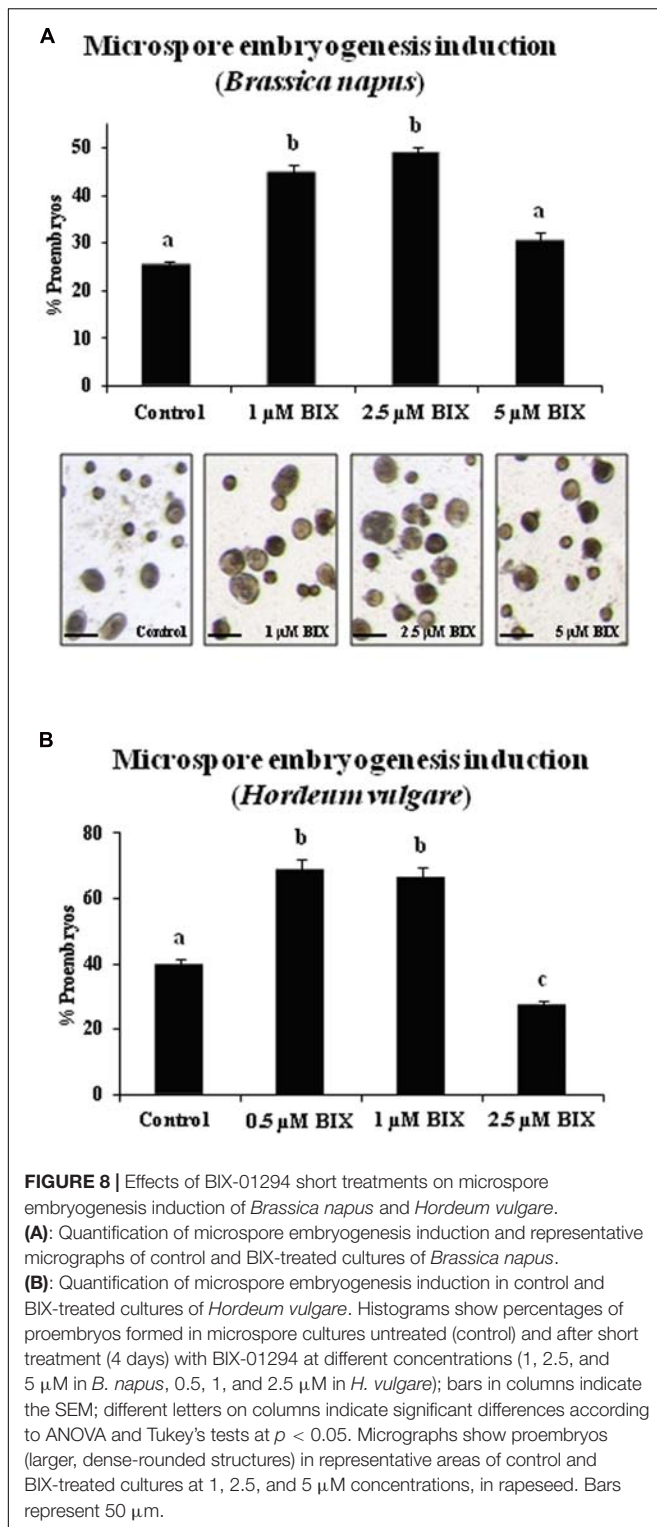 A
Microspore embryogenesis induction
(Brassica napus)
% Proembryos
50
40
30
20
10
0
a
b
b
a
Control
1 µM BIX
2.5 µM BIX
5 µM BIX
Control
1 µM BIX
2.5 µM BIX
5 µM BIX
B
Microspore embryogenesis induction
(Hordeum vulgare)
% Proembryos
80
60
40
20
0
a
b
b
c
Control
0.5 µM BIX
1 µM BIX
2.5 µM BIX
FIGURE 8 | Effects of BIX-01294 short treatments on microspore
embryogenesis induction of Brassica napus and Hordeum vulgare.
(A): Quantification of microspore embryogenesis induction and representative
micrographs of control and BIX-treated cultures of Brassica napus.
(B): Quantification of microspore embryogenesis induction in control and
BIX-treated cultures of Hordeum vulgare. Histograms show percentages of
proembryos formed in microspore cultures untreated (control) and after short
treatment (4 days) with BIX-01294 at different concentrations (1, 2.5, and
5 µM in B. napus, 0.5, 1, and 2.5 µM in H. vulgare); bars in columns indicate
the SEM; different letters on columns indicate significant differences according
to ANOVA and Tukey's tests at p < 0.05. Micrographs show proembryos
(larger, dense-rounded structures) in representative areas of control and
BIX-treated cultures at 1, 2.5, and 5 µM concentrations, in rapeseed. Bars
represent 50 µm.